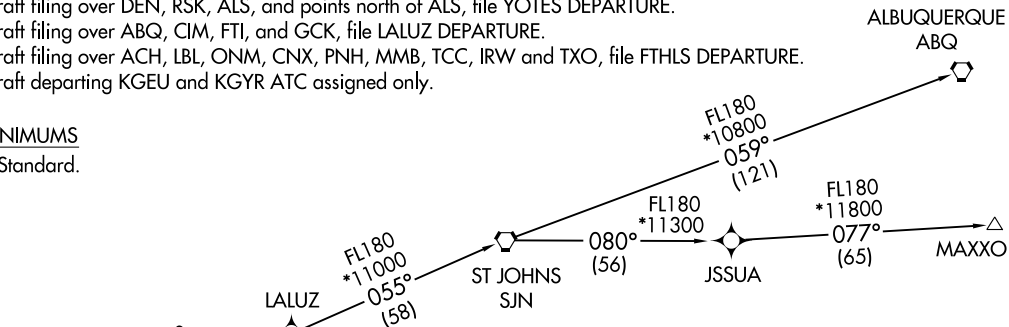 raft filing over DEN, RSK, ALS, and points north of ALS, file YOTES DEPARTURE.
raft filing over ABQ, CIM, FTI, and GCK, file LALUZ DEPARTURE.
raft filing over ACH, LBL, ONM, CNX, PNH, MMB, TCC, IRW and TXO, file FTHLS DEPARTURE.
raft departing KGEU and KGYR ATC assigned only.
NIMUMS
Standard.
ALBUQUERQUE
ABQ
FL180
*10800
059°
(121)
FL180
*11300
080°
(56)
FL180
*11800
077°
(65)
MAXXO
JSSUA
ST JOHNS
SJN
FL180
*11000
055°
(58)
LALUZ